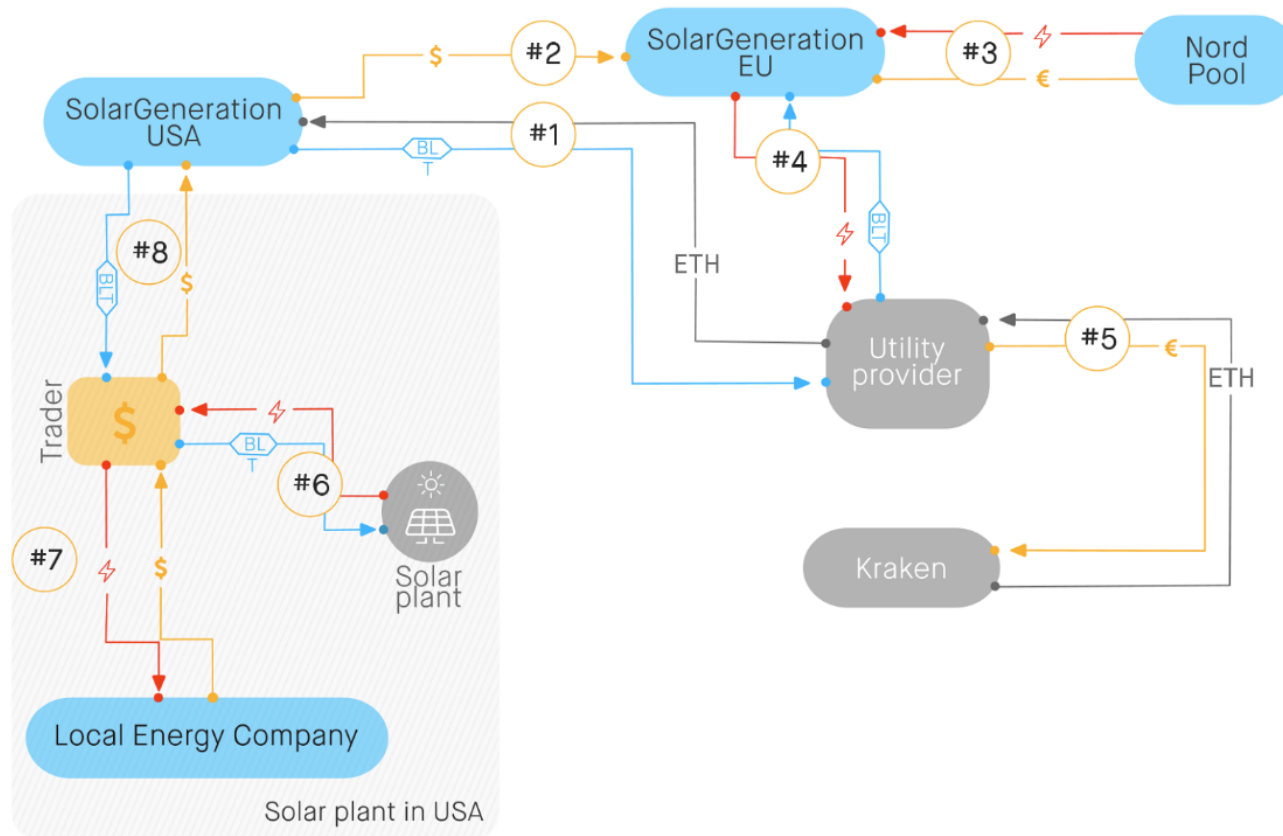 SolarGeneration
USA
$
#2
SolarGeneration
EU
#3
€
Nord
Pool
BL
T
#1
#4
BLT
#8
BLT
$
ETH
Utility
provider
#5
€
ETH
Trader
$
BL
T
#6
Solar
plant
#7
$
Kraken
Local Energy Company
Solar plant in USA